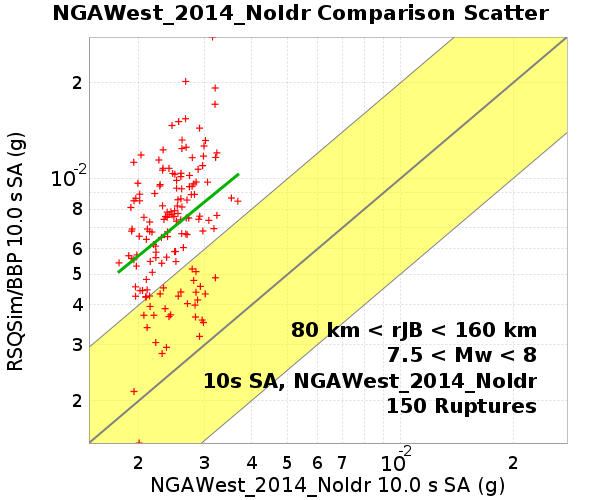 NGAWest_2014_NoIdr Comparison Scatter
2
10-2
8
6
5
4
3
2
RSQSim/BBP 10.0 s SA (g)
80 km < rJB < 160 km
7.5 < Mw < 8
10s SA, NGAWest_2014_NoIdr
150 Ruptures
2 3 4 5 6 7 10-2 2
NGAWest_2014_NoIdr 10.0 s SA (g)